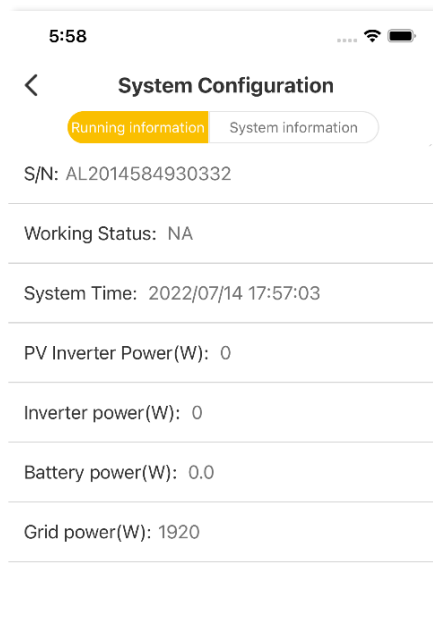 5:58
System Configuration
Running information System information
S/N: AL2014584930332
Working Status: NA
System Time: 2022/07/14 17:57:03
PV Inverter Power(W): 0
Inverter power(W): 0
Battery power(W): 0.0
Grid power(W): 1920